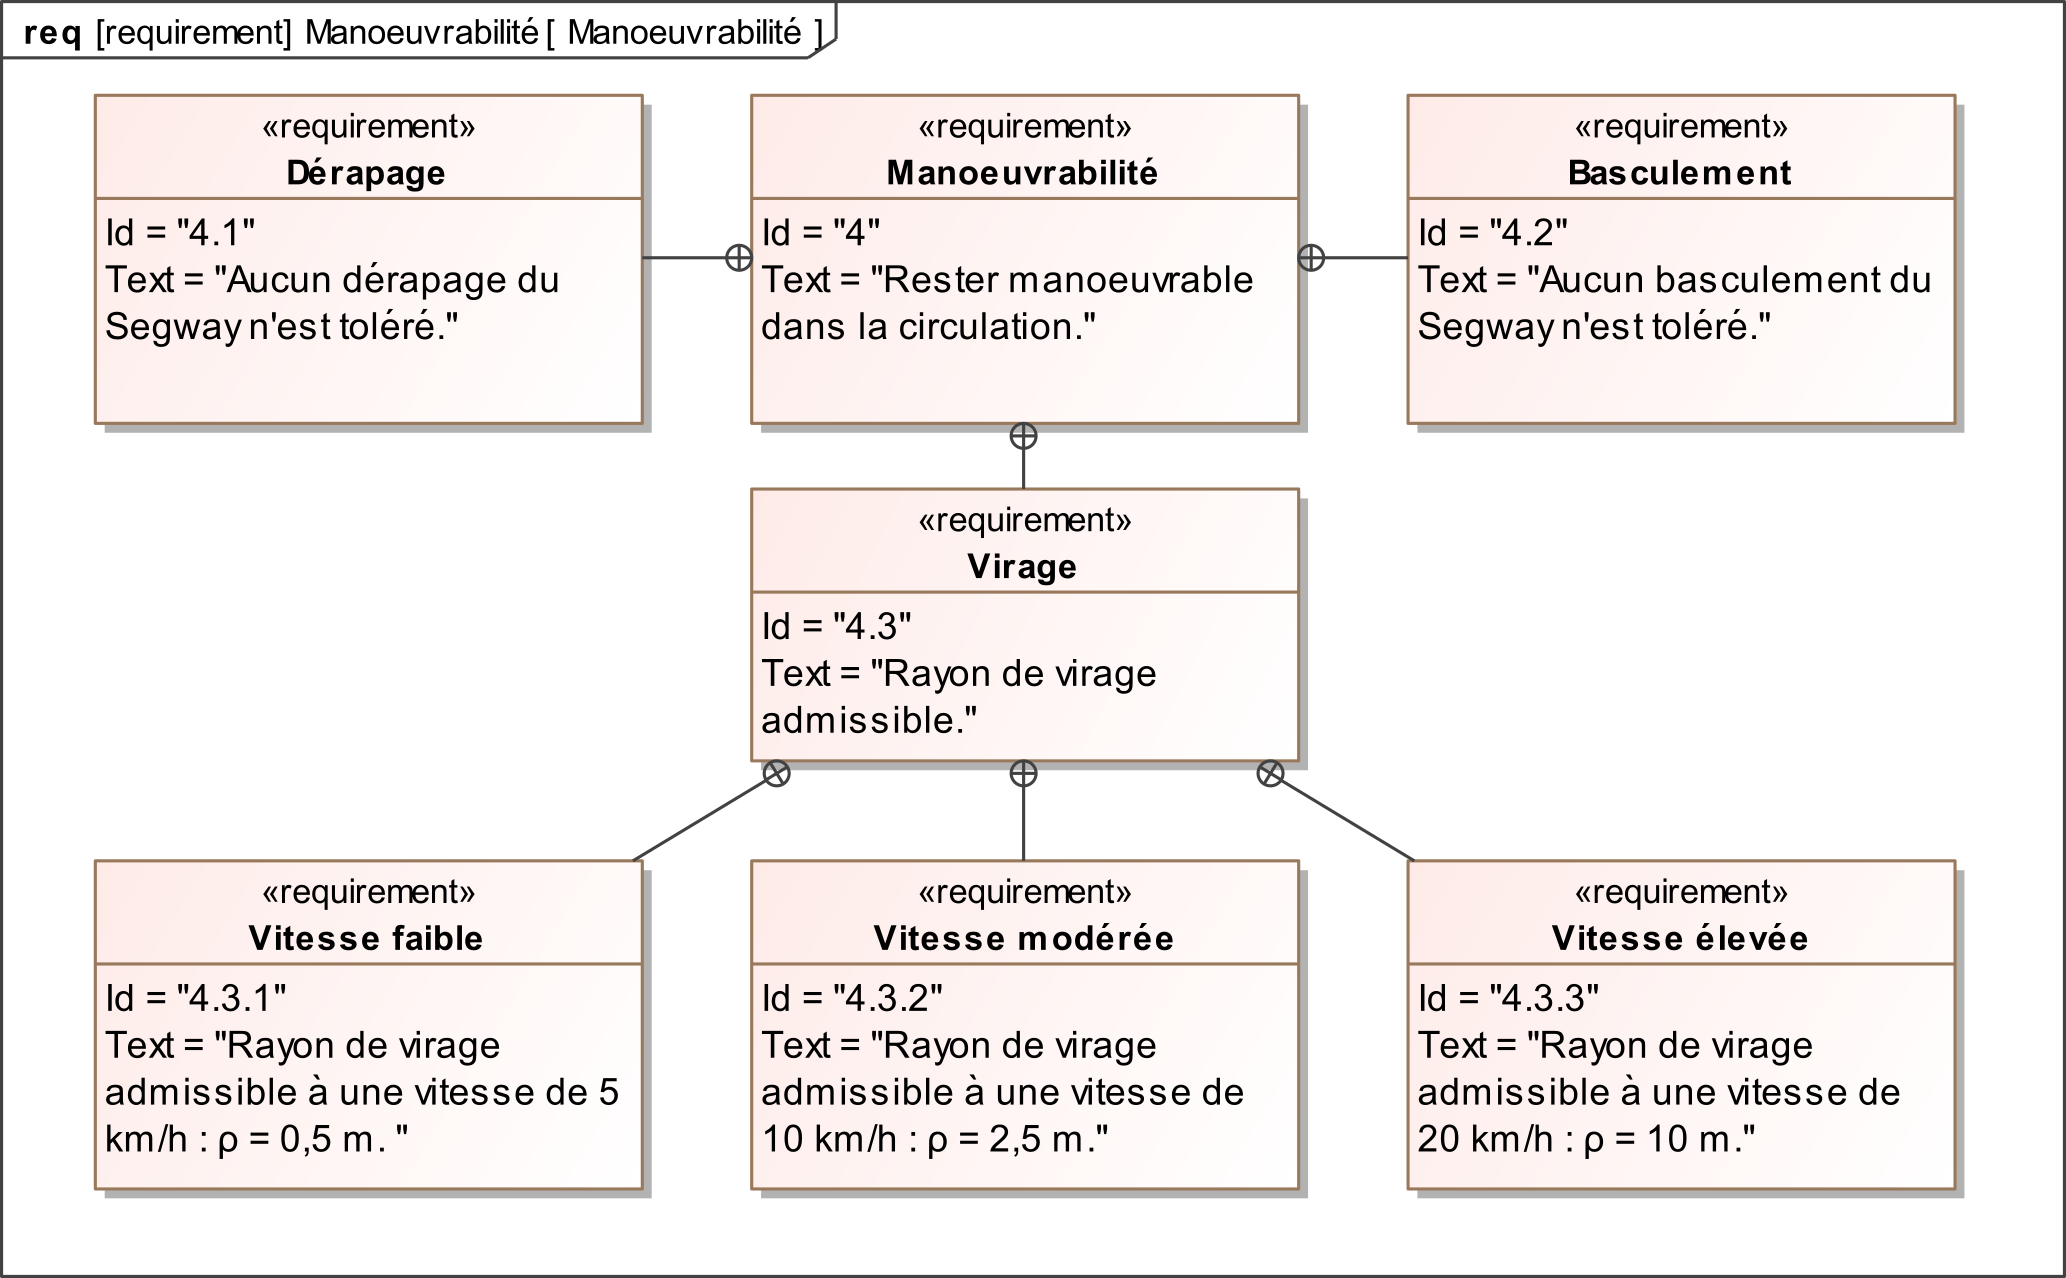 req [requirement] Manoeuvrabilité [ Manoeuvrabilité ]
«requirement»
Dérapage
Id = "4.1"
Text = "Aucun dérapage du
Segway n'est toléré."
«requirement»
Manoeuvrabilité
Id = "4"
Text = "Rester manoeuvrable
dans la circulation."
«requirement»
Basculement
Id = "4.2"
Text = "Aucun basculement du
Segway n'est toléré."
«requirement»
Virage
Id = "4.3"
Text = "Rayon de virage
admissible."
«requirement»
Vitesse faible
Id = "4.3.1"
Text = "Rayon de virage
admissible à une vitesse de 5
km/h : ρ = 0,5 m. "
«requirement»
Vitesse modérée
Id = "4.3.2"
Text = "Rayon de virage
admissible à une vitesse de
10 km/h : ρ = 2,5 m."
«requirement»
Vitesse élevée
Id = "4.3.3"
Text = "Rayon de virage
admissible à une vitesse de
20 km/h : ρ = 10 m."